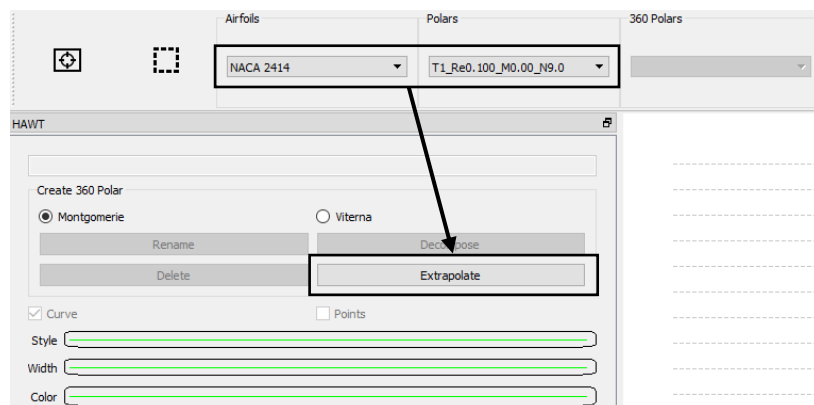 Airfoils Polars 360 Polars
NACA 2414 T1_Re0.100_M0.00_N9.0
HAWT
Create 360 Polar
Montgomerie Viterna
Rename Decompose
Delete Extrapolate
Curve Points
Style
Width
Color